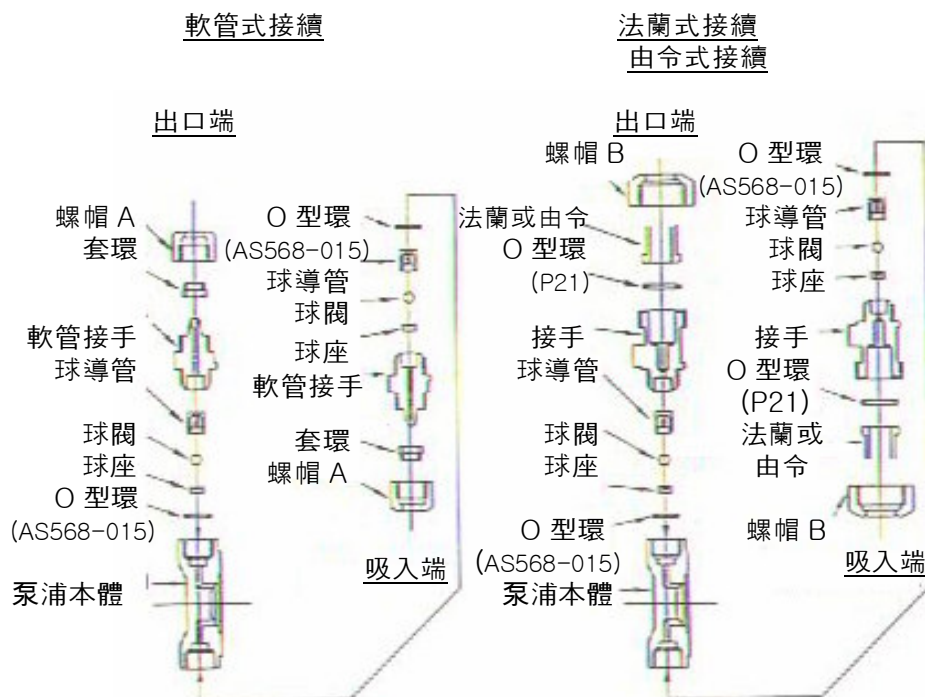 軟管式接續
出口端
螺帽 A
套環
軟管接手
球導管
球閥
球座
O 型環
(AS568-015)
泵浦本體
O 型環
(AS568-015)
球導管
球閥
球座
軟管接手
套環
螺帽 A
吸入端
法蘭式接續
由令式接續
出口端
螺帽 B
法蘭或由令
O 型環
(P21)
接手
球導管
球閥
球座
O 型環
(AS568-015)
泵浦本體
O 型環
(AS568-015)
球導管
球閥
球座
接手
O 型環
(P21)
法蘭或
由令
螺帽 B
吸入端